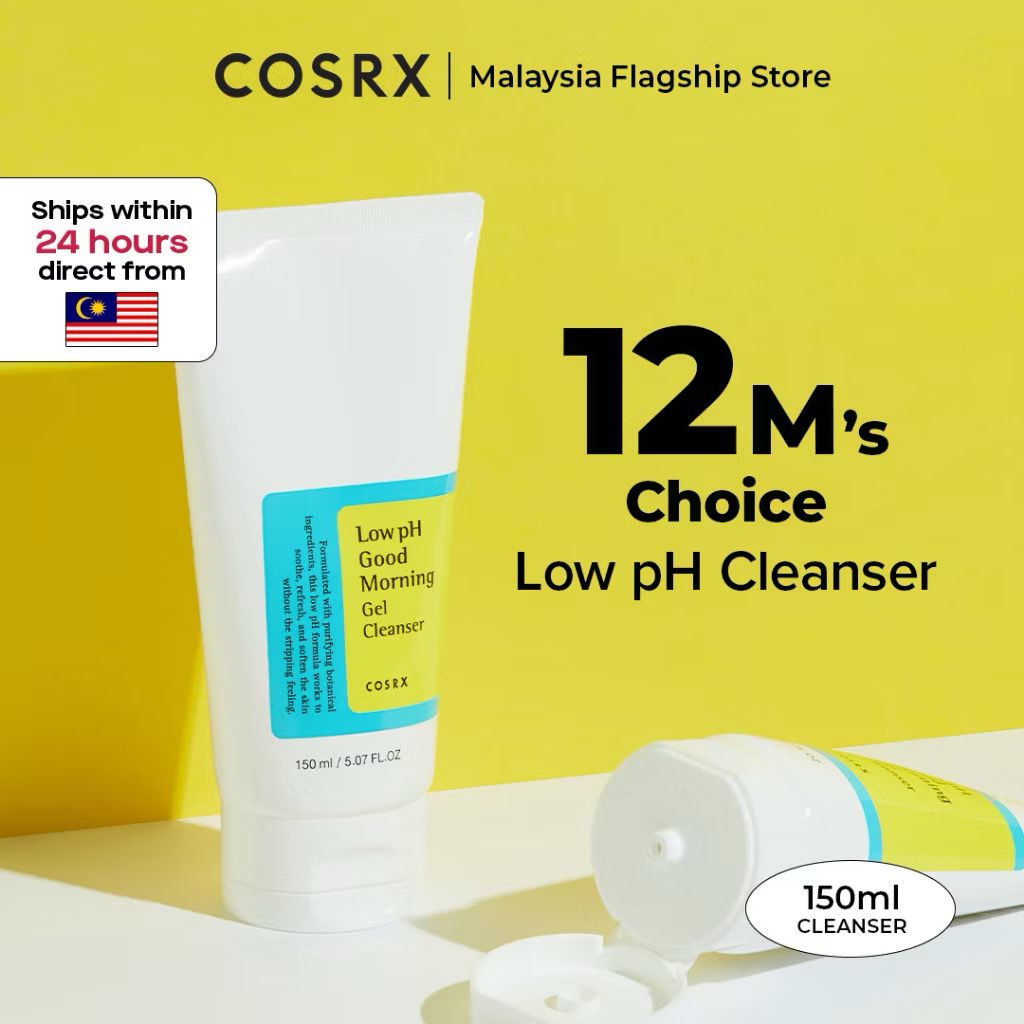 COSRX | Malaysia Flagship Store
Ships within
24 hours
direct from
12M's
Choice
Low pH Cleanser
Low pH
Good
Morning
Gel
Cleanser
COSRX
Formulated with purifying botanical
ingredients, this low pH formula works to
soothe, refresh, and soften the skin
without the stripping feeling.
150 ml / 5.07 FL.OZ
150ml
CLEANSER